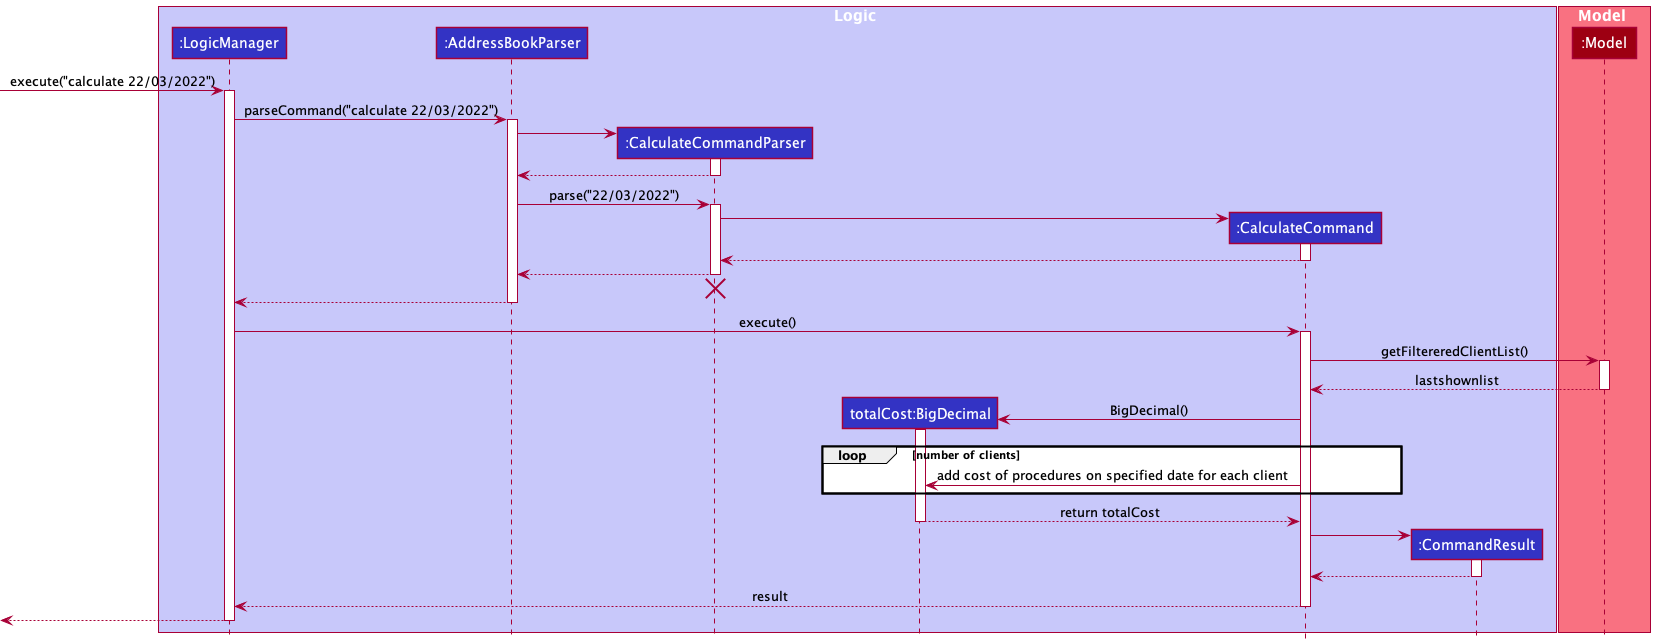 Logic
Model
:LogicManager
:AddressBookParser
:Model
execute("calculate 22/03/2022")
parseCommand("calculate 22/03/2022")
:CalculateCommandParser
parse("22/03/2022")
:CalculateCommand
execute()
getFiltereredClientList()
lastshownlist
totalCost:BigDecimal
BigDecimal()
loop
[number of clients]
add cost of procedures on specified date for each client
return totalCost
:CommandResult
result